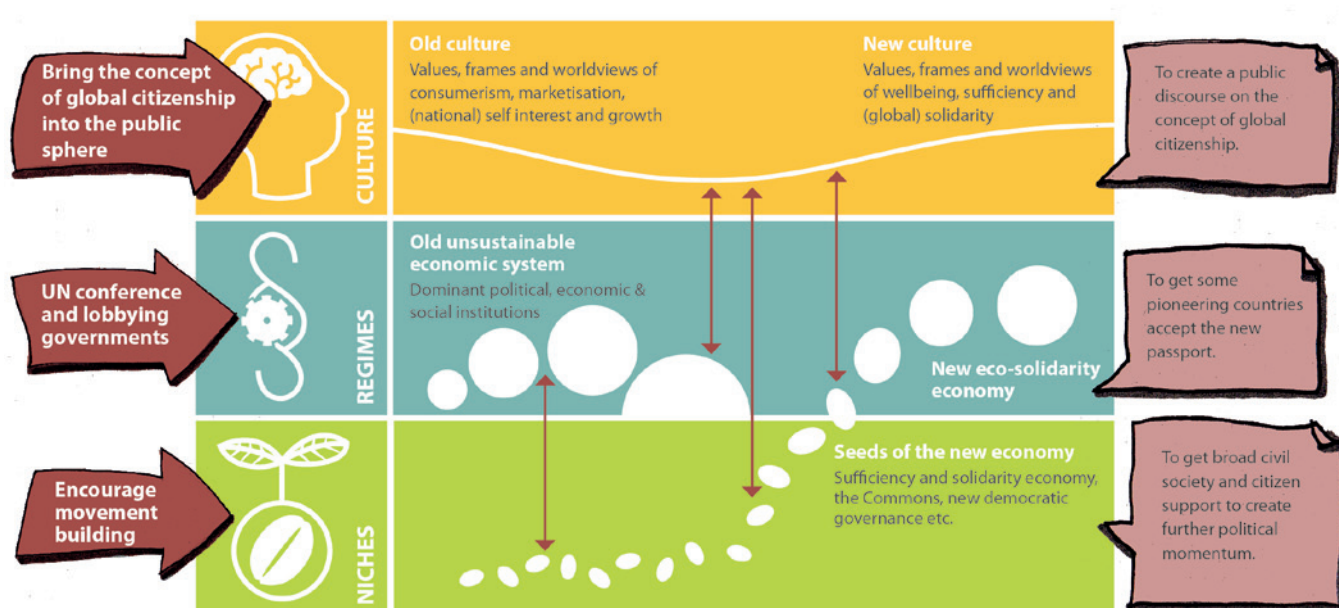 Bring the concept
of global citizenship
into the public
sphere
CULTURE
Old culture
Values, frames and worldviews of
consumerism, marketisation,
(national) self interest and growth
New culture
Values, frames and worldviews
of wellbeing, sufficiency and
(global) solidarity
To create a public
discourse on the
concept of global
citizenship.
UN conference
and lobbying
governments
REGIMES
Old unsustainable
economic system
Dominant political, economic &
social institutions
New eco-solidarity
economy
To get some
pioneering countries
accept the new
passport.
Encourage
movement
building
NICHES
Seeds of the new economy
Sufficiency and solidarity economy,
the Commons, new democratic
governance etc.
To get broad civil
society and citizen
support to create
further political
momentum.